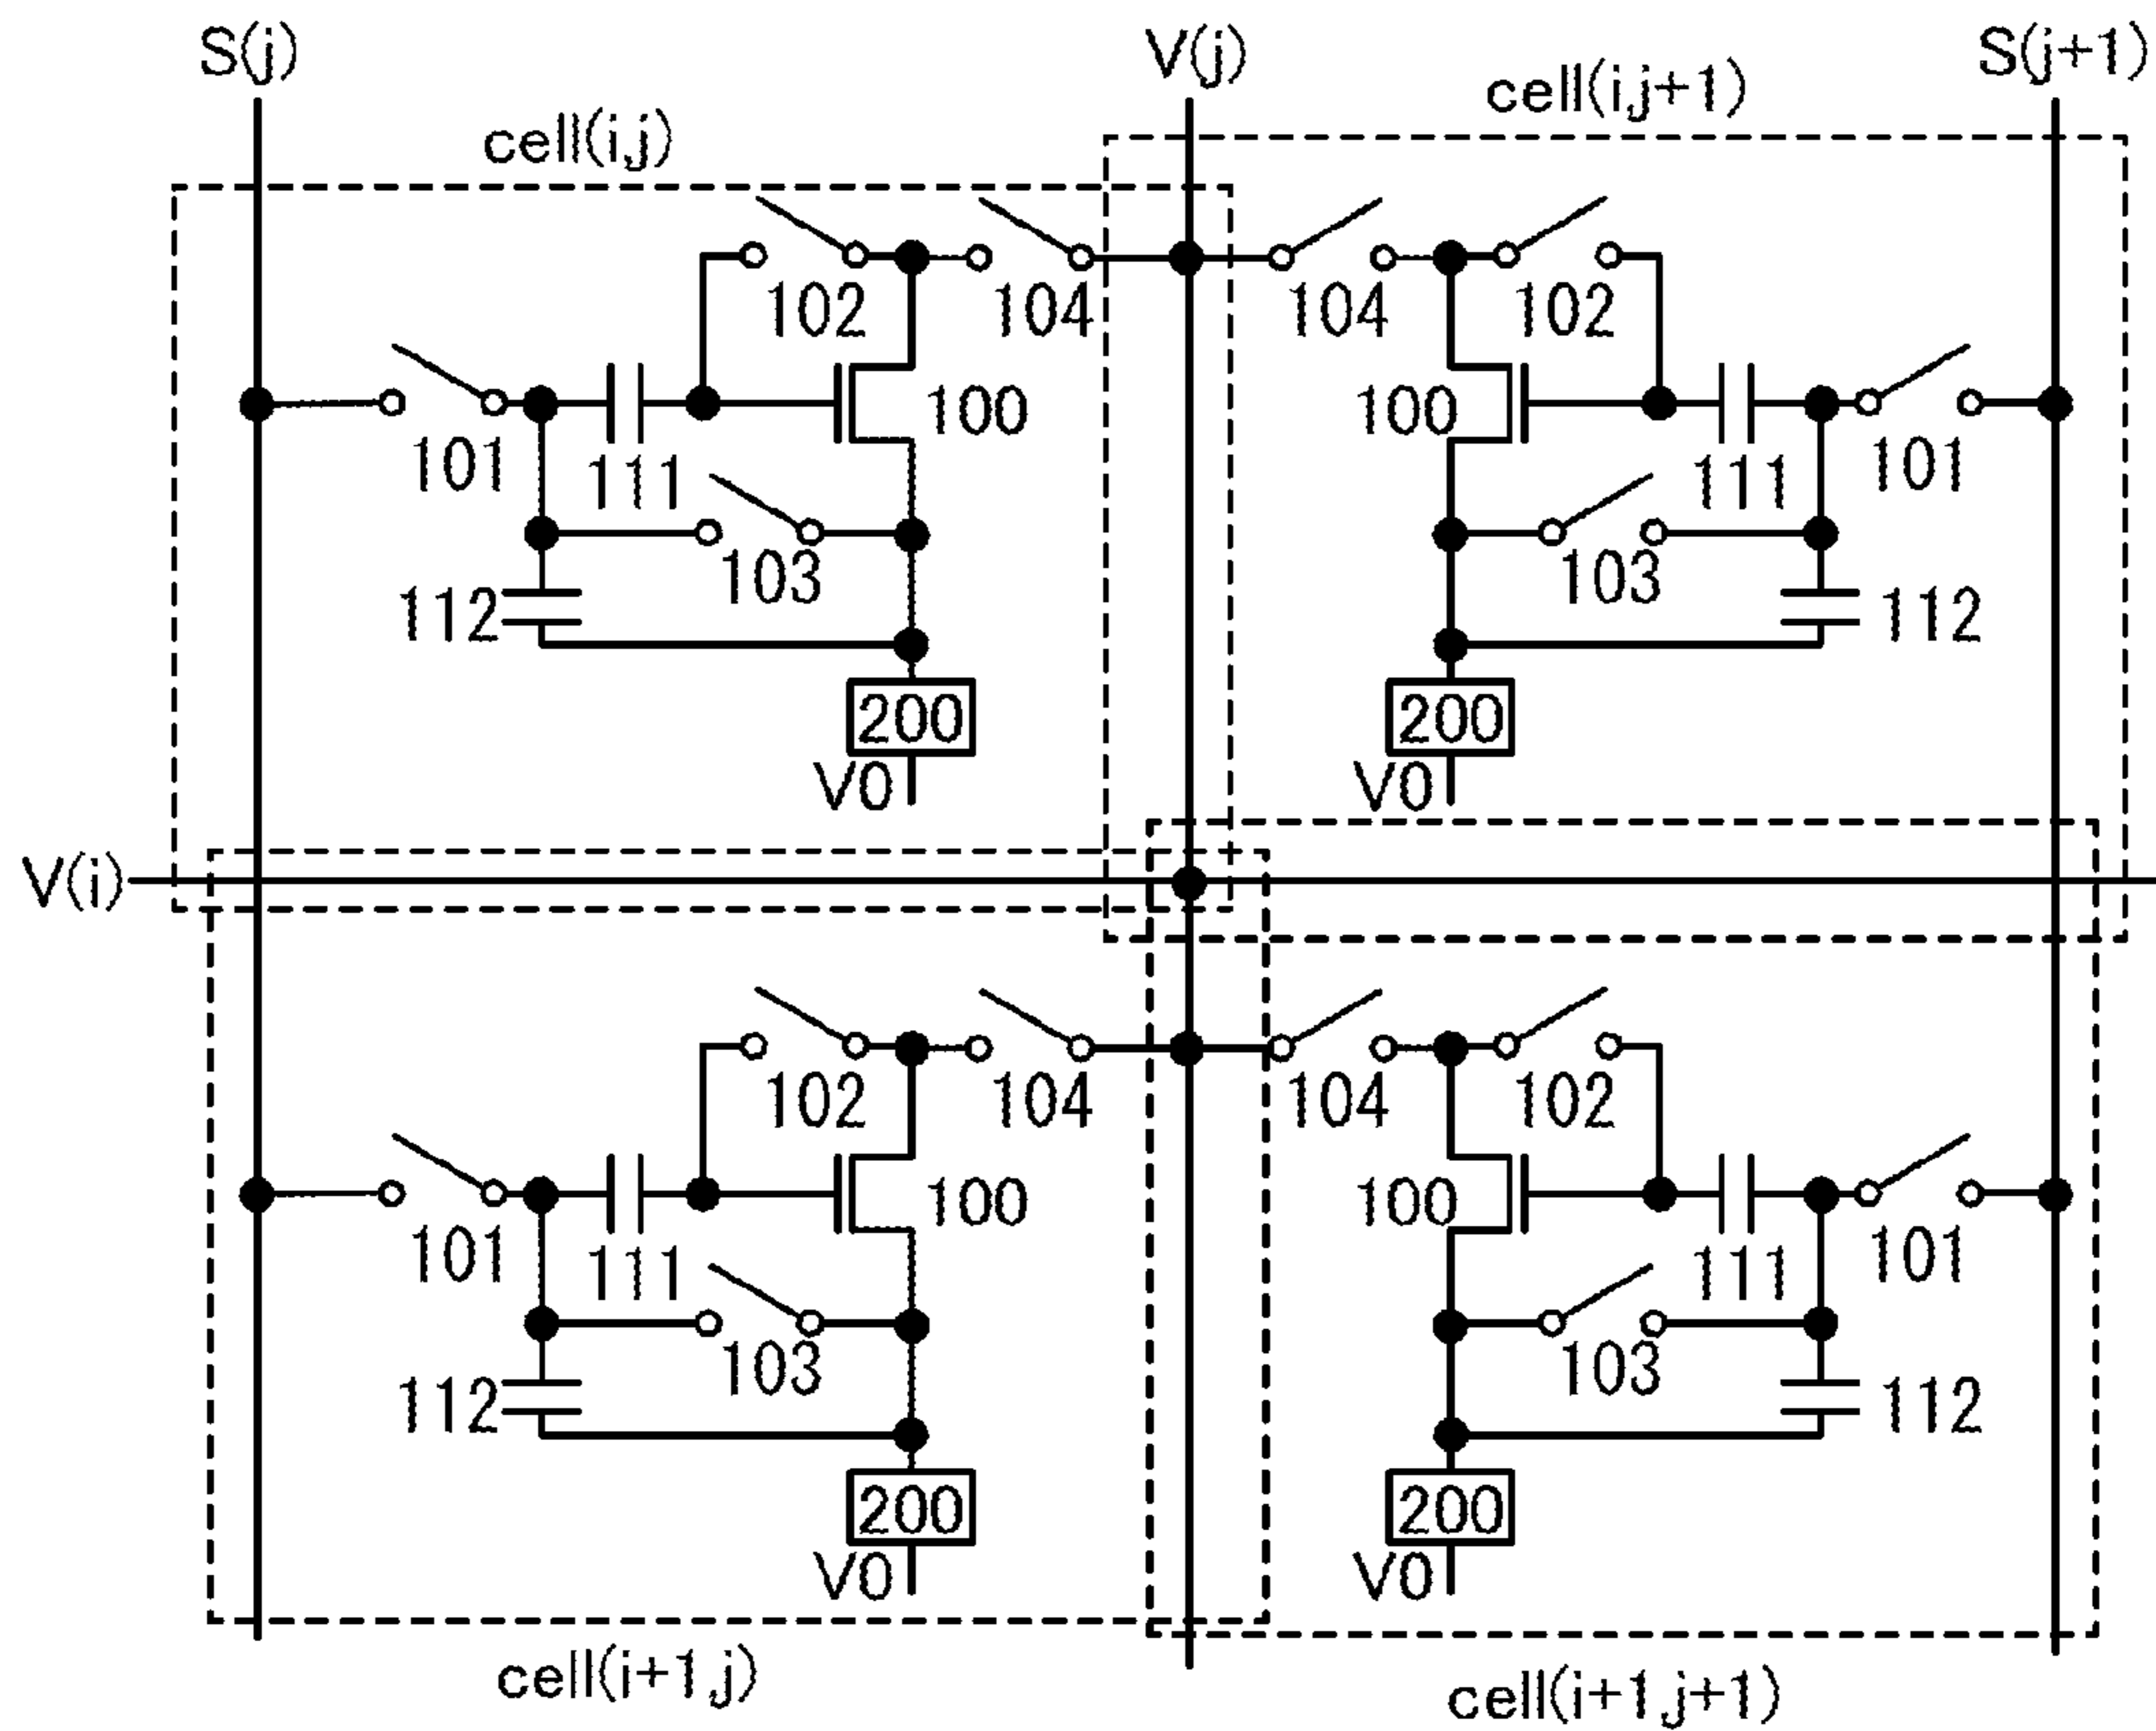 S(j) V(j) S(j+1)
cell(i,j) cell(i,j+1)
102 104 104 102
100 100
101 111 111 101
103 103
112 112
200 200
V0 V0
V(i)
102 104 104 102
100 100
101 111 111 101
103 103
112 112
200 200
V0 V0
cell(i+1,j) cell(i+1,j+1)